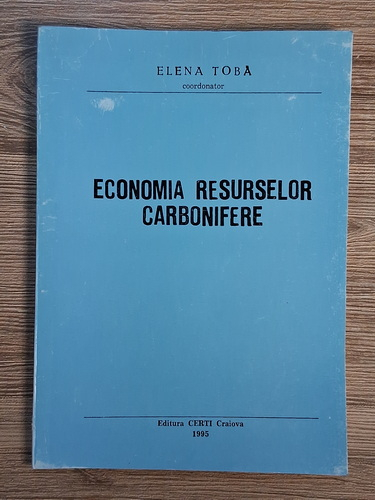 ELENA TOBĂ
coordonator
ECONOMIA RESURSELOR
CARBONIFERE
Editura CERTI Craiova
1995